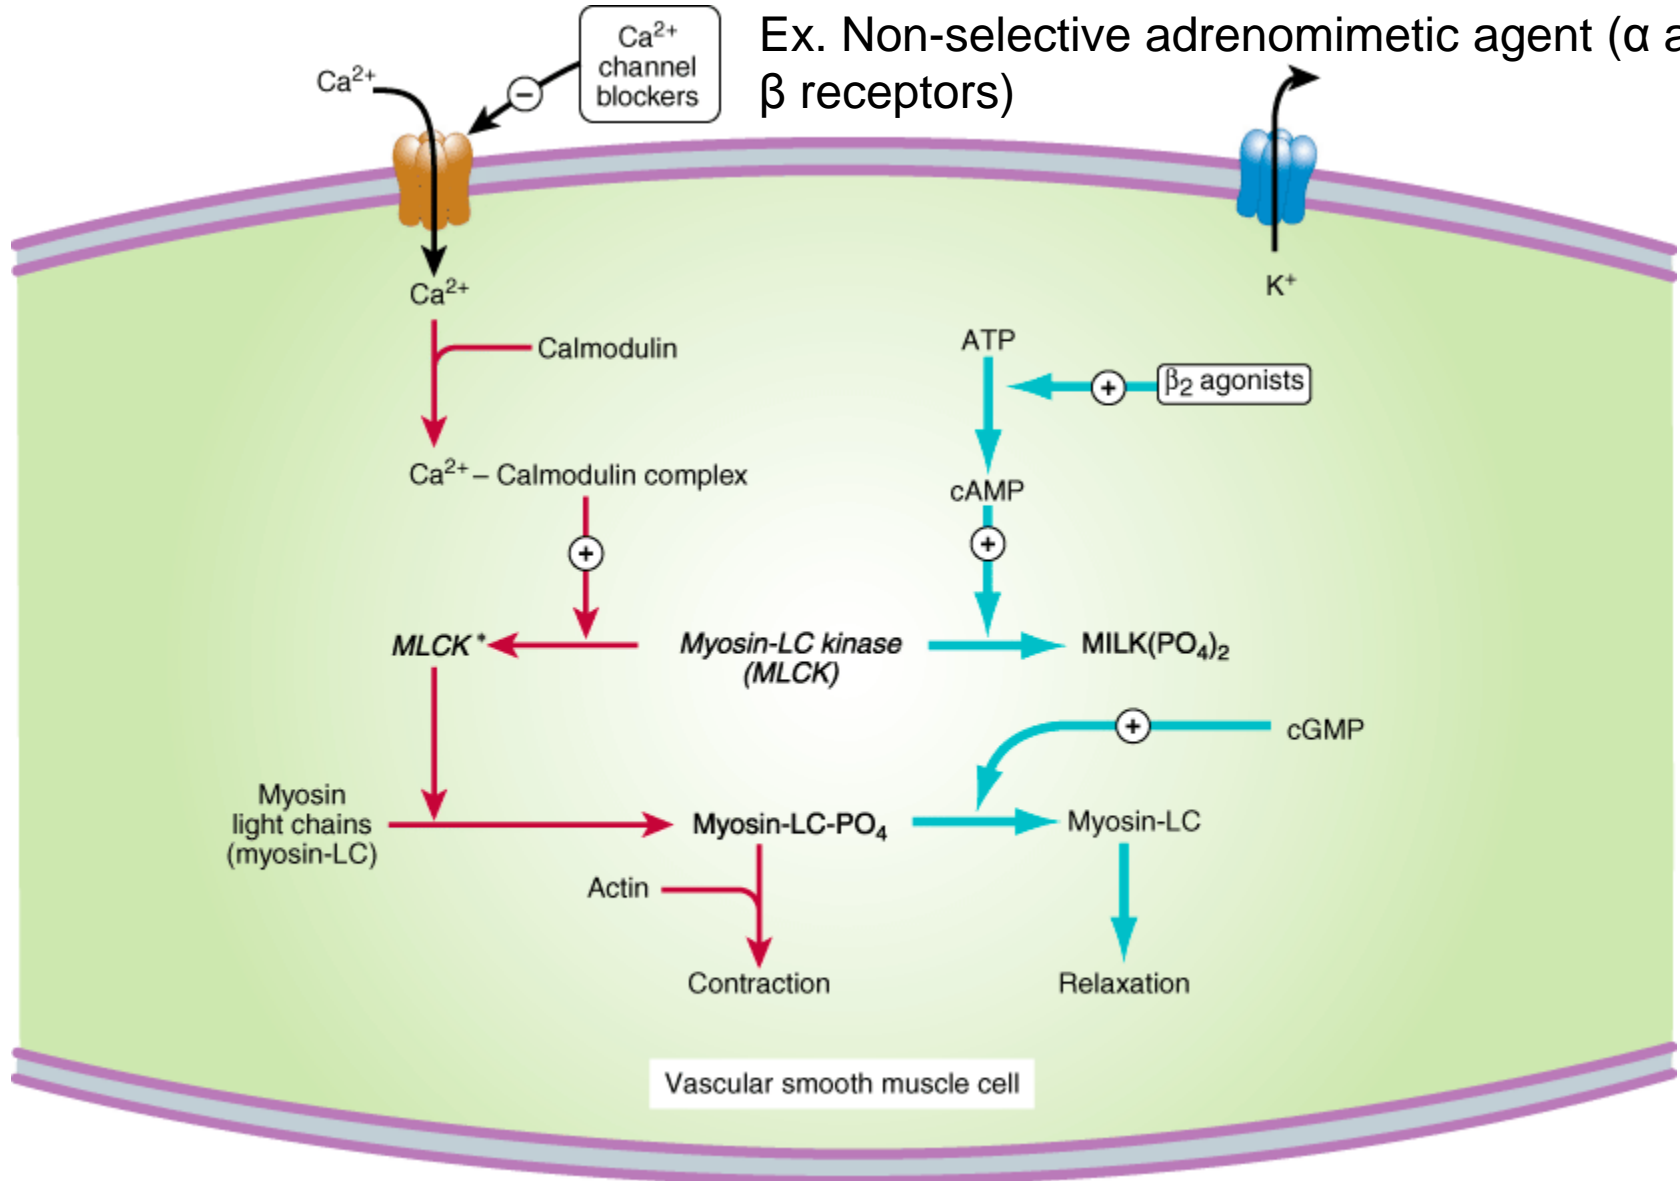 Ex. Non-selective adrenomimetic agent (α a
β receptors)
Ca²⁺
channel
blockers
−
Ca²⁺
Ca²⁺
K⁺
Calmodulin
ATP
+
β₂ agonists
Ca²⁺ – Calmodulin complex
cAMP
+
+
MLCK*
Myosin-LC kinase
(MLCK)
MILK(PO₄)₂
+
cGMP
Myosin
light chains
(myosin-LC)
Myosin-LC-PO₄
Myosin-LC
Actin
Contraction
Relaxation
Vascular smooth muscle cell